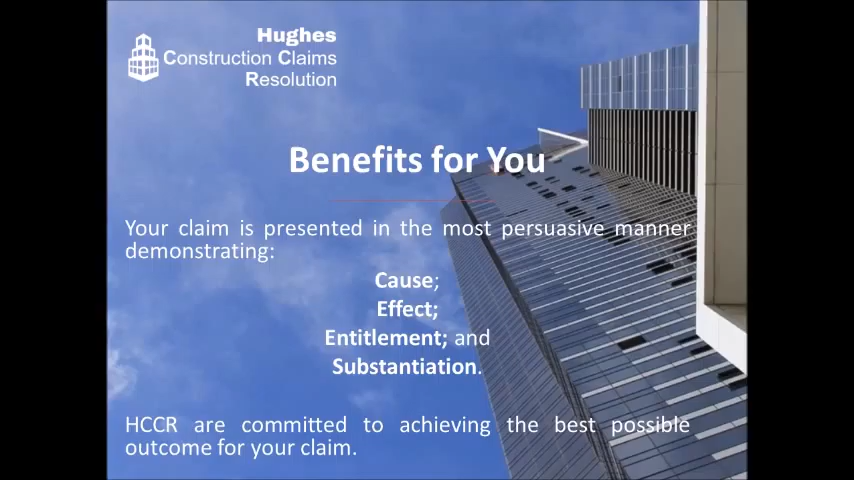 Hughes
Construction Claims
Resolution
Benefits for You
Your claim is presented in the most persuasive manner
demonstrating:
Cause;
Effect;
Entitlement; and
Substantiation.
HCCR are committed to achieving the best possible
outcome for your claim.